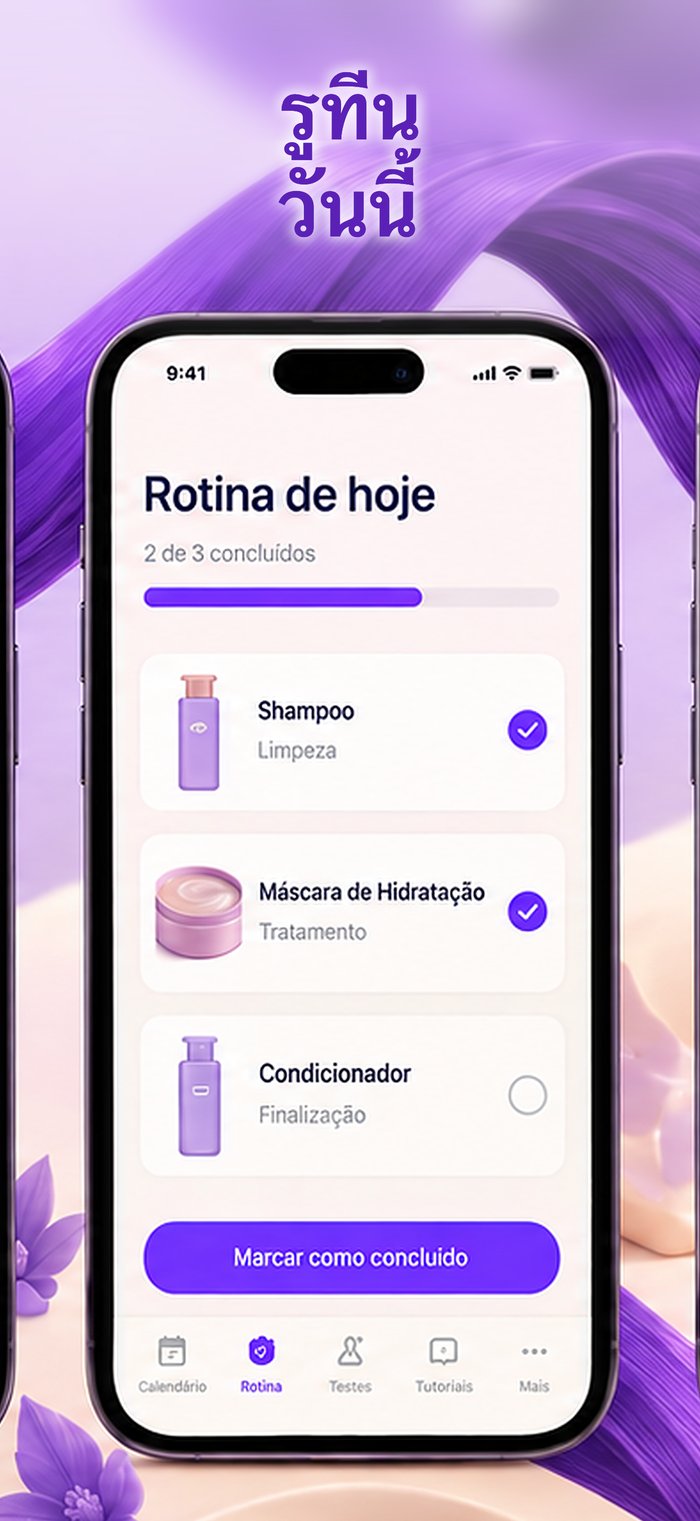 รูทีน
วันนี้
9:41
Rotina de hoje
2 de 3 concluídos
Shampoo
Limpeza
Máscara de Hidratação
Tratamento
Condicionador
Finalização
Marcar como concluído
Calendário
Rotina
Testes
Tutoriais
Mais